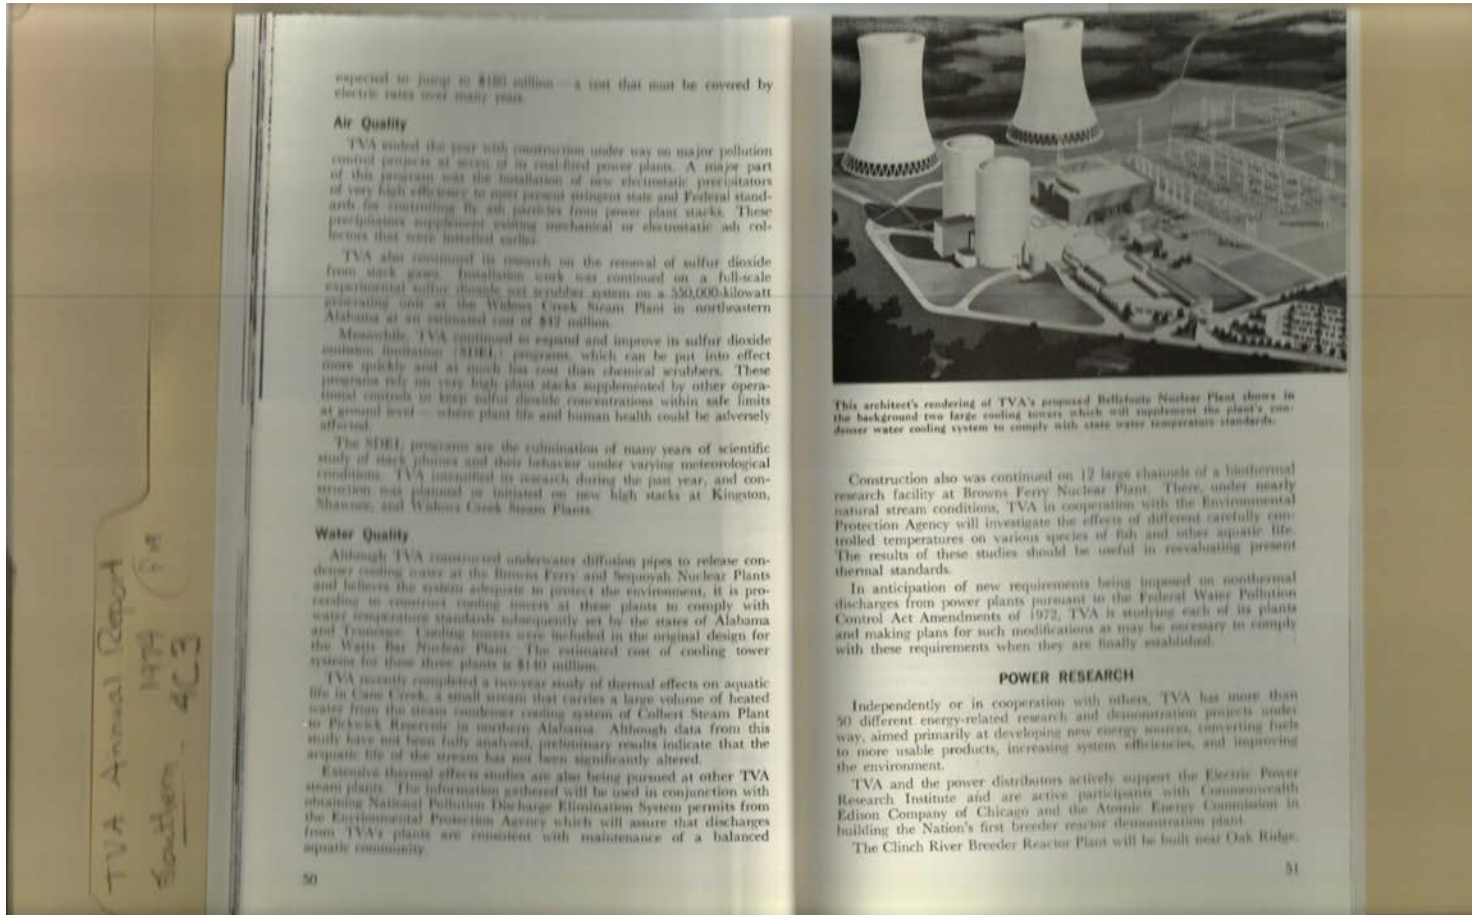 expected to jump to $180 million — a cost that must be covered by
electric rates over many years.
Air Quality
TVA ended the year with construction under way on major pollution
control projects at seven of its coal-fired power plants. A major part
of this program was the installation of new electrostatic precipitators
of very high efficiency to meet present stringent state and Federal stand-
ards for controlling fly ash particles from power plant stacks. These
precipitators supplement existing mechanical or electrostatic ash col-
lectors that were installed earlier.
TVA also continued its research on the removal of sulfur dioxide
from stack gases. Installation work was continued on a full-scale
experimental sulfur dioxide wet scrubber system on a 550,000-kilowatt
generating unit at the Widows Creek Steam Plant in northeastern
Alabama at an estimated cost of $42 million.
Meanwhile, TVA continued to expand and improve its sulfur dioxide
emission limitation (SDEL) programs, which can be put into effect
more quickly and at much less cost than chemical scrubbers. These
programs rely on very high plant stacks supplemented by other opera-
tional controls to keep sulfur dioxide concentrations within safe limits
at ground level — where plant life and human health could be adversely
affected.
The SDEL programs are the culmination of many years of scientific
study of stack plumes and their behavior under varying meteorological
conditions. TVA intensified its research during the past year, and con-
struction was planned or initiated on new high stacks at Kingston,
Shawnee, and Widows Creek Steam Plants.
Water Quality
Although TVA constructed underwater diffusion pipes to release con-
denser cooling water at the Browns Ferry and Sequoyah Nuclear Plants
and believes the system adequate to protect the environment, it is pro-
ceeding to construct cooling towers at these plants to comply with
water temperature standards subsequently set by the states of Alabama
and Tennessee. Cooling towers were included in the original design for
the Watts Bar Nuclear Plant. The estimated cost of cooling tower
systems for these three plants is $140 million.
TVA recently completed a two-year study of thermal effects on aquatic
life in Cane Creek, a small stream that carries a large volume of heated
water from the steam condenser cooling system of Colbert Steam Plant
to Pickwick Reservoir in northern Alabama. Although data from this
study have not been fully analyzed, preliminary results indicate that the
acquatic life of the stream has not been significantly altered.
Extensive thermal effects studies are also being pursued at other TVA
steam plants. The information gathered will be used in conjunction with
obtaining National Pollution Discharge Elimination System permits from
the Environmental Protection Agency which will assure that discharges
from TVA's plants are consistent with maintenance of a balanced
aquatic community.
50
This architect's rendering of TVA's proposed Bellefonte Nuclear Plant shows in
the background two large cooling towers which will supplement the plant's con-
denser water cooling system to comply with state water temperature standards.
Construction also was continued on 12 large channels of a biothermal
research facility at Browns Ferry Nuclear Plant. There, under nearly
natural stream conditions, TVA in cooperation with the Environmental
Protection Agency will investigate the effects of different carefully con-
trolled temperatures on various species of fish and other aquatic life.
The results of these studies should be useful in reevaluating present
thermal standards.
In anticipation of new requirements being imposed on nonthermal
discharges from power plants pursuant to the Federal Water Pollution
Control Act Amendments of 1972, TVA is studying each of its plants
and making plans for such modifications as may be necessary to comply
with these requirements when they are finally established.
POWER RESEARCH
Independently or in cooperation with others, TVA has more than
50 different energy-related research and demonstration projects under
way, aimed primarily at developing new energy sources, converting fuels
to more usable products, increasing system efficiencies, and improving
the environment.
TVA and the power distributors actively support the Electric Power
Research Institute and are active participants with Commonwealth
Edison Company of Chicago and the Atomic Energy Commission in
building the Nation's first breeder reactor demonstration plant.
The Clinch River Breeder Reactor Plant will be built near Oak Ridge,
51
TVA Annual Report
1974
Southern - 4C3